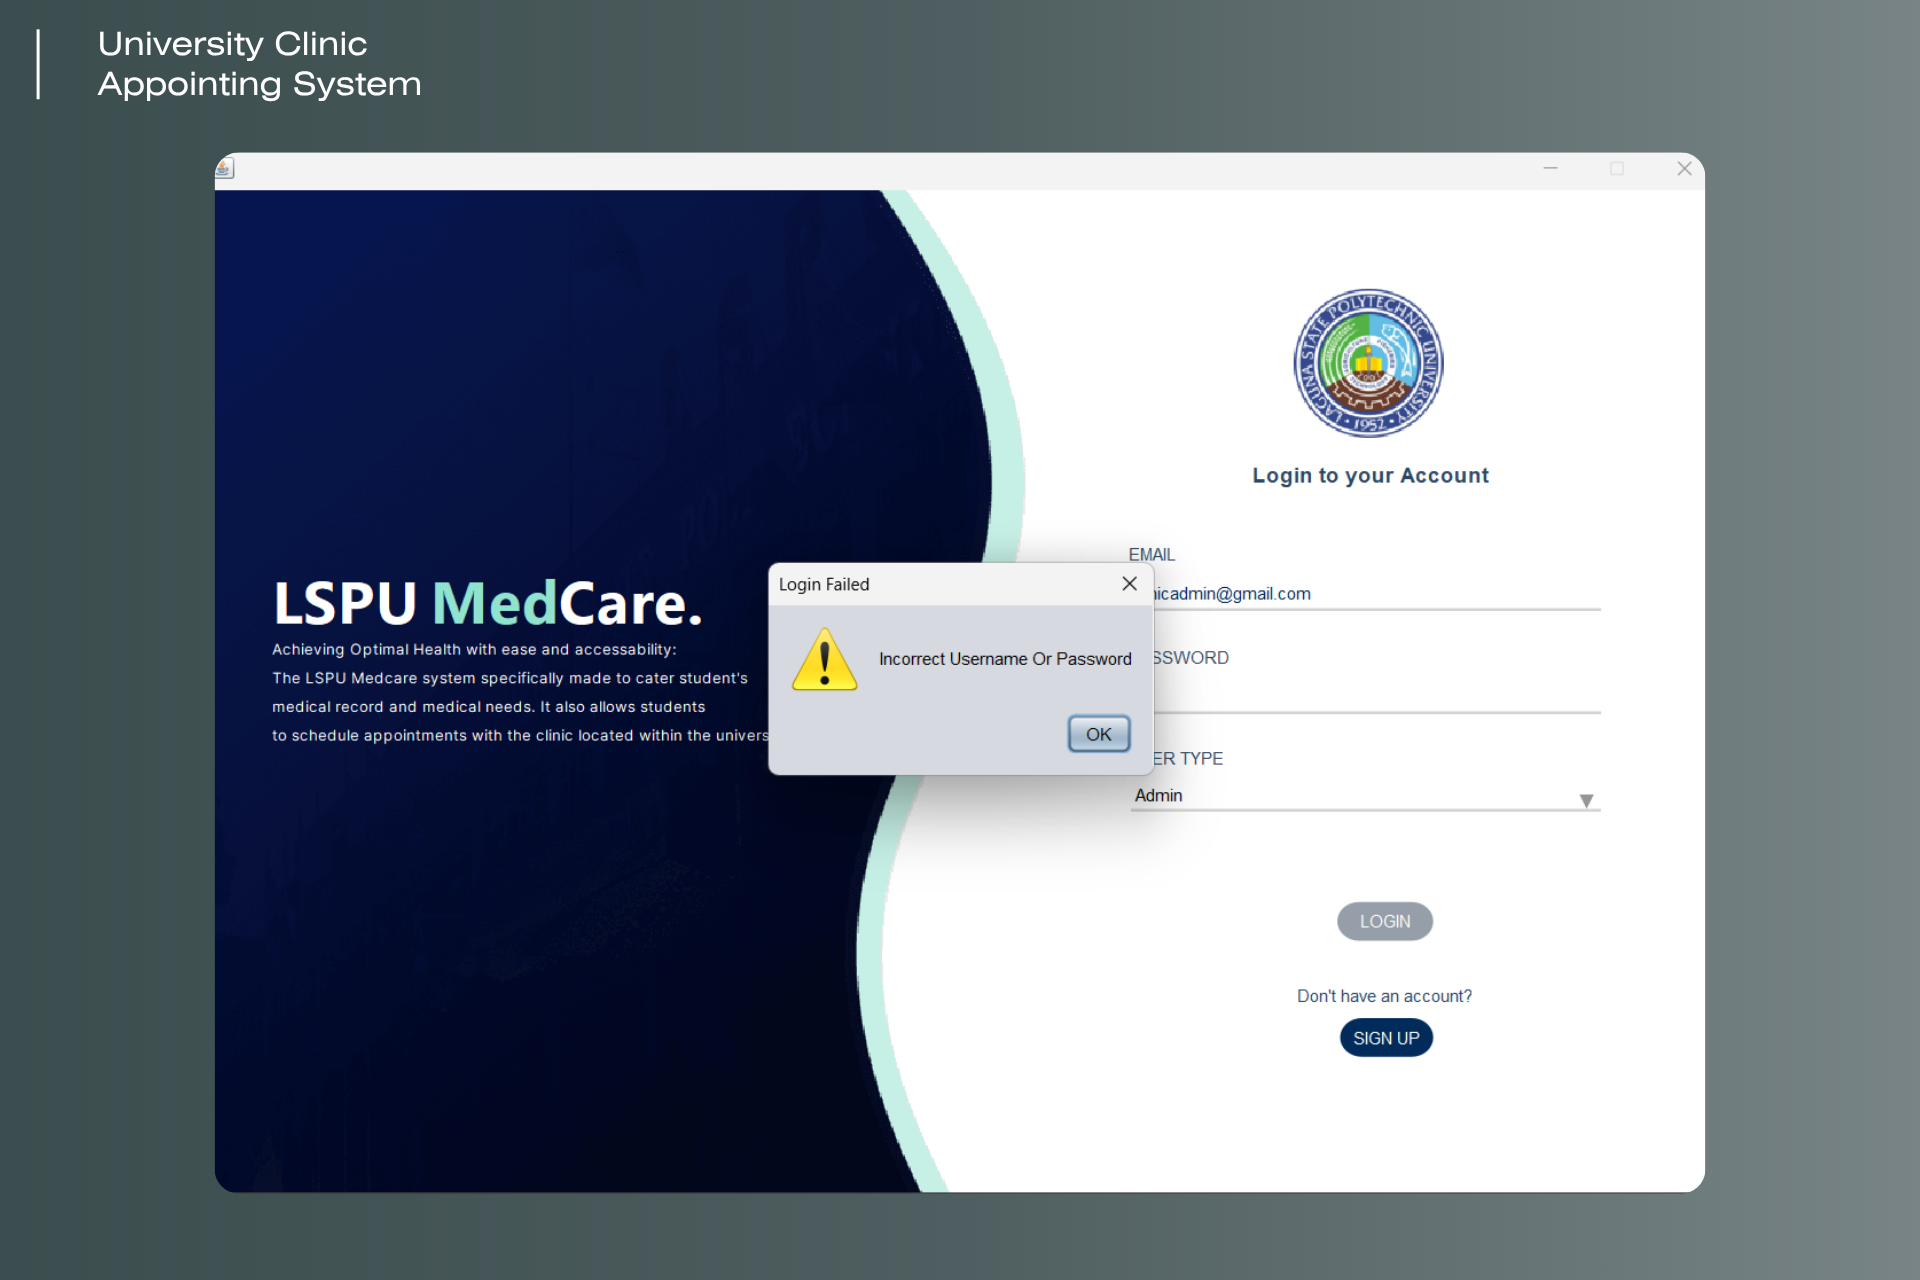 University Clinic
Appointing System
LAGUNA STATE POLYTECHNIC UNIVERSITY
1952
Login to your Account
EMAIL
nicadmin@gmail.com
SSWORD
ER TYPE
Admin
LOGIN
Don't have an account?
SIGN UP
LSPU MedCare.
Achieving Optimal Health with ease and accessability:
The LSPU Medcare system specifically made to cater student's
medical record and medical needs. It also allows students
to schedule appointments with the clinic located within the univers
Login Failed
Incorrect Username Or Password
OK